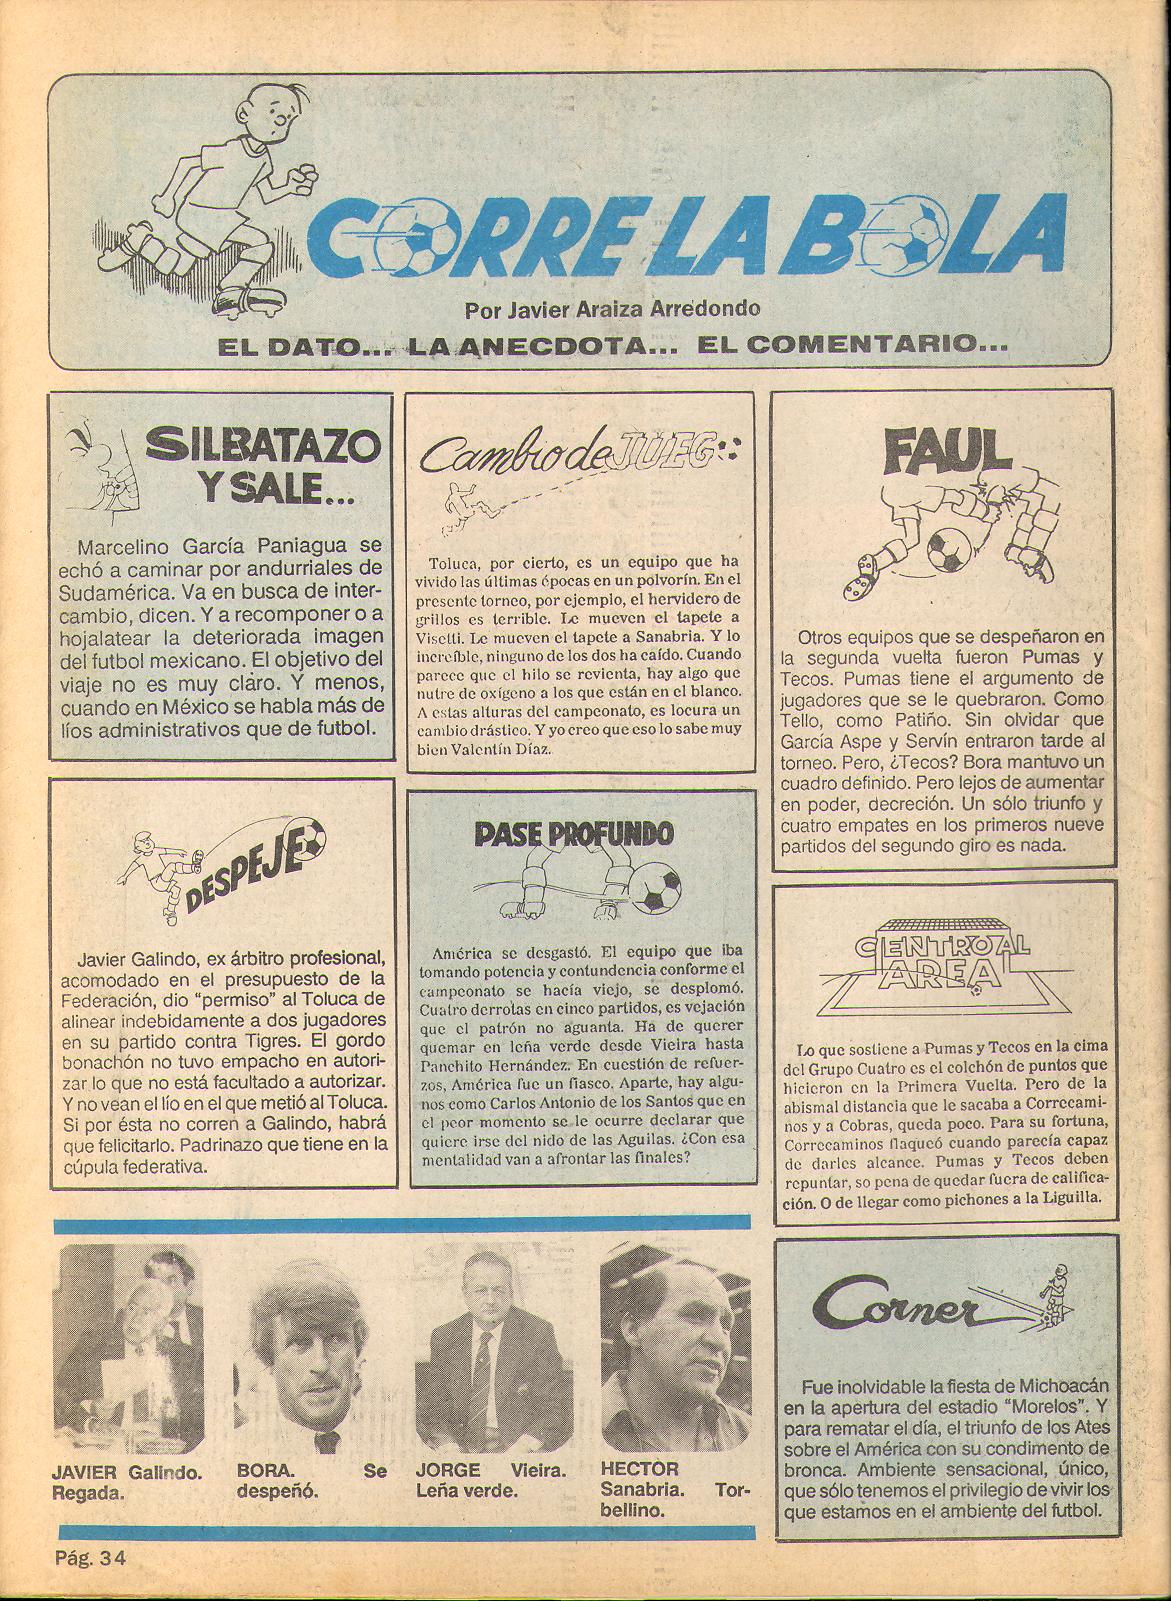 CORRE LA BOLA
Por Javier Araiza Arredondo
EL DATO... LA ANECDOTA... EL COMENTARIO...
SILBATAZO
Y SALE...
Marcelino García Paniagua se
echó a caminar por andurriales de
Sudamérica. Va en busca de inter-
cambio, dicen. Y a recomponer o a
hojalatear la deteriorada imagen
del futbol mexicano. El objetivo del
viaje no es muy claro. Y menos,
cuando en México se habla más de
líos administrativos que de futbol.
DESPEJE
Javier Galindo, ex árbitro profesional,
acomodado en el presupuesto de la
Federación, dio "permiso" al Toluca de
alinear indebidamente a dos jugadores
en su partido contra Tigres. El gordo
bonachón no tuvo empacho en autori-
zar lo que no está facultado a autorizar.
Y no vean el lío en el que metió al Toluca.
Si por ésta no corren a Galindo, habrá
que felicitarlo. Padrinazo que tiene en la
cúpula federativa.
Cambio de JUEGO
Toluca, por cierto, es un equipo que ha
vivido las últimas épocas en un polvorín. En el
presente torneo, por ejemplo, el hervidero de
grillos es terrible. Le mueven el tapete a
Visetti. Le mueven el tapete a Sanabria. Y lo
increíble, ninguno de los dos ha caído. Cuando
parece que el hilo se revienta, hay algo que
nutre de oxígeno a los que están en el blanco.
A estas alturas del campeonato, es locura un
cambio drástico. Y yo creo que eso lo sabe muy
bien Valentín Díaz.
PASE PROFUNDO
América se desgastó. El equipo que iba
tomando potencia y contundencia conforme el
campeonato se hacía viejo, se desplomó.
Cuatro derrotas en cinco partidos, es vejación
que el patrón no aguanta. Ha de querer
quemar en leña verde desde Vieira hasta
Panchito Hernández. En cuestión de refuer-
zos, América fue un fiasco. Aparte, hay algu-
nos como Carlos Antonio de los Santos que en
el peor momento se le ocurre declarar que
quiere irse del nido de las Aguilas. ¿Con esa
mentalidad van a afrontar las finales?
FAUL
Otros equipos que se despeñaron en
la segunda vuelta fueron Pumas y
Tecos. Pumas tiene el argumento de
jugadores que se le quebraron. Como
Tello, como Patiño. Sin olvidar que
García Aspe y Servín entraron tarde al
torneo. Pero, ¿Tecos? Bora mantuvo un
cuadro definido. Pero lejos de aumentar
en poder, decreción. Un sólo triunfo y
cuatro empates en los primeros nueve
partidos del segundo giro es nada.
CENTRO AL
AREA
Lo que sostiene a Pumas y Tecos en la cima
del Grupo Cuatro es el colchón de puntos que
hicieron en la Primera Vuelta. Pero de la
abismal distancia que le sacaba a Correcami-
nos y a Cobras, queda poco. Para su fortuna,
Correcaminos flaqueó cuando parecía capaz
de darles alcance. Pumas y Tecos deben
repuntar, so pena de quedar fuera de califica-
ción. O de llegar como pichones a la Liguilla.
Corner
Fue inolvidable la fiesta de Michoacán
en la apertura del estadio "Morelos". Y
para rematar el día, el triunfo de los Ates
sobre el América con su condimento de
bronca. Ambiente sensacional, único,
que sólo tenemos el privilegio de vivir los
que estamos en el ambiente del futbol.
JAVIER Galindo.
Regada.
BORA. Se
despeñó.
JORGE Vieira.
Leña verde.
HECTOR
Sanabria. Tor-
bellino.
Pág. 34